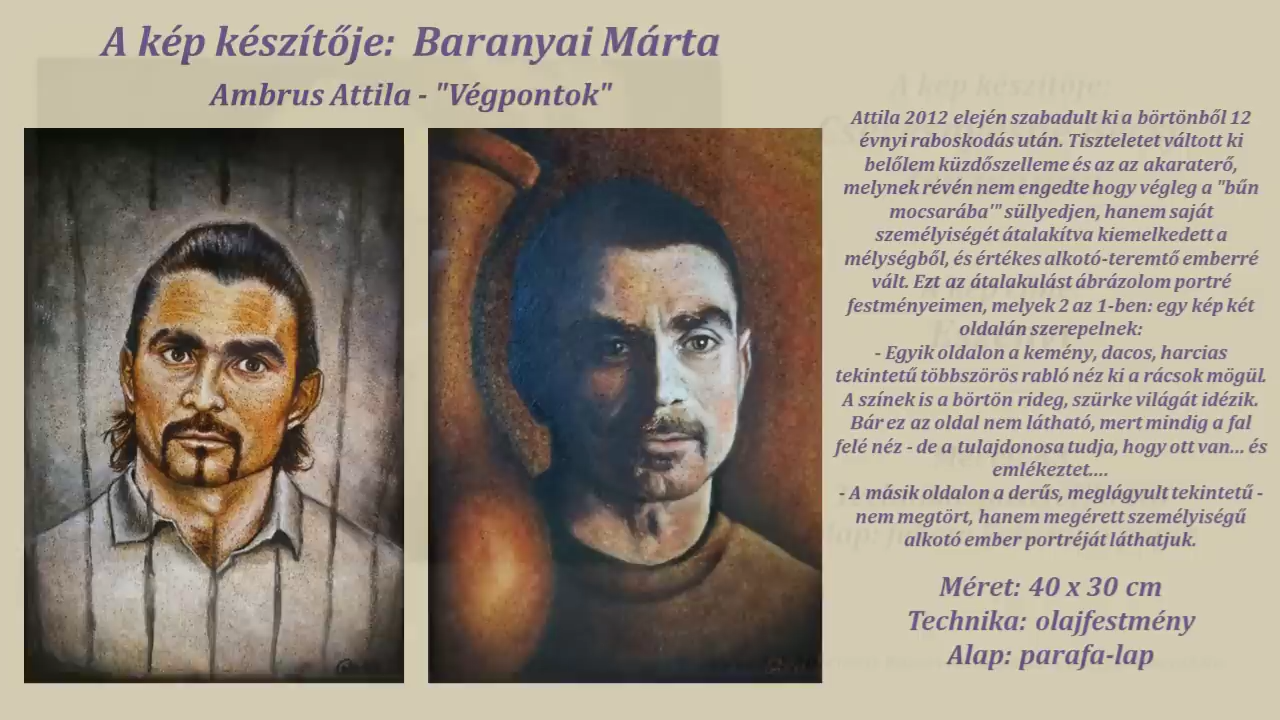 A kép készítője: Baranyai Márta
Ambrus Attila - "Végpontok"
Attila 2012 elején szabadult ki a börtönből 12
évnyi raboskodás után. Tiszteletet váltott ki
belőlem küzdőszelleme és az az akaraterő,
melynek révén nem engedte hogy végleg a "bűn
mocsarába'" süllyedjen, hanem saját
személyiségét átalakítva kiemelkedett a
mélységből, és értékes alkotó-teremtő emberré
vált. Ezt az átalakulást ábrázolom portré
festményeimen, melyek 2 az 1-ben: egy kép két
oldalán szerepelnek:
- Egyik oldalon a kemény, dacos, harcias
tekintetű többszörös rabló néz ki a rácsok mögül.
A színek is a börtön rideg, szürke világát idézik.
Bár ez az oldal nem látható, mert mindig a fal
felé néz - de a tulajdonosa tudja, hogy ott van... és
emlékeztet....
- A másik oldalon a derűs, meglágyult tekintetű -
nem megtört, hanem megérett személyiségű
alkotó ember portréját láthatjuk.
Méret: 40 x 30 cm
Technika: olajfestmény
Alap: parafa-lap